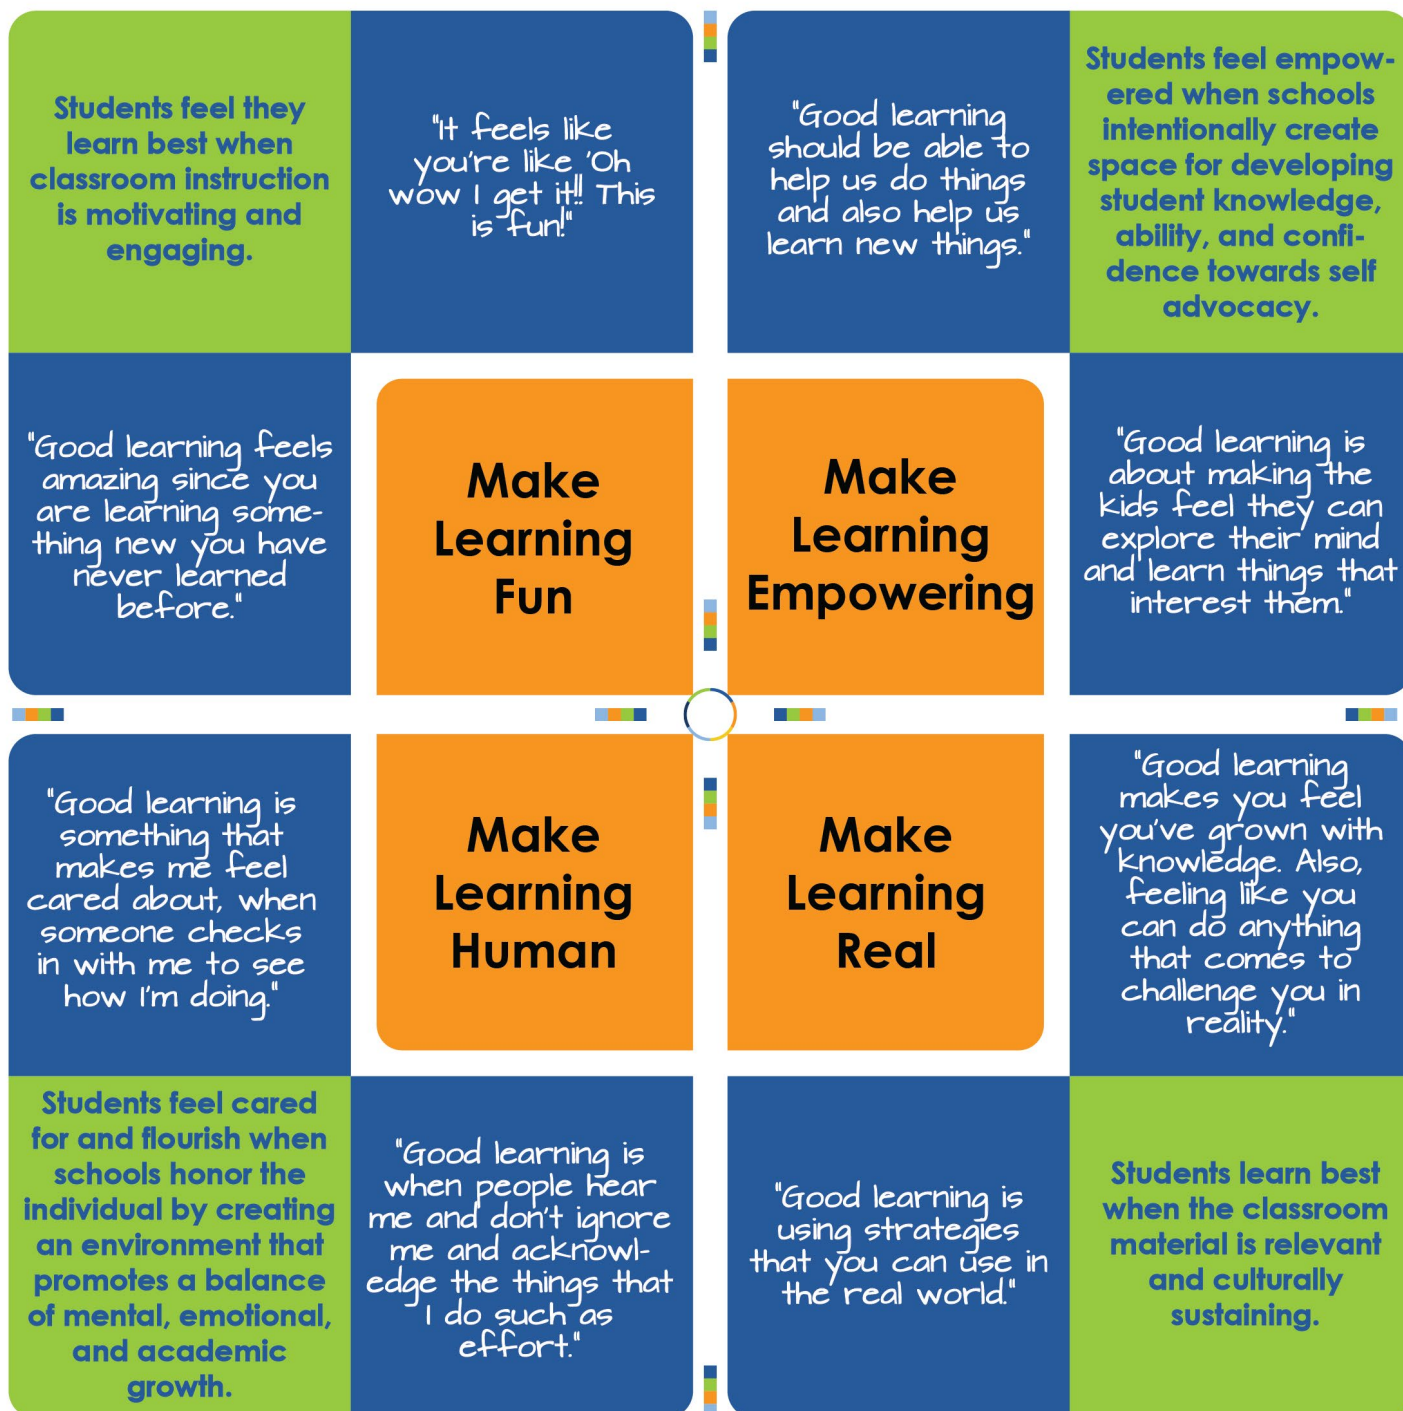 Students feel they
learn best when
classroom instruction
is motivating and
engaging.
"It feels like
you're like 'Oh
wow I get it!! This
is fun!"
"Good learning feels
amazing since you
are learning some-
thing new you have
never learned
before."
Make
Learning
Fun
"Good learning
should be able to
help us do things
and also help us
learn new things."
Students feel empow-
ered when schools
intentionally create
space for developing
student knowledge,
ability, and confi-
dence towards self
advocacy.
Make
Learning
Empowering
"Good learning is
about making the
kids feel they can
explore their mind
and learn things that
interest them."
"Good learning is
something that
makes me feel
cared about, when
someone checks
in with me to see
how I'm doing."
Make
Learning
Human
Students feel cared
for and flourish when
schools honor the
individual by creating
an environment that
promotes a balance
of mental, emotional,
and academic
growth.
"Good learning is
when people hear
me and don't ignore
me and acknowl-
edge the things that
I do such as
effort."
Make
Learning
Real
"Good learning
makes you feel
you've grown with
knowledge. Also,
feeling like you
can do anything
that comes to
challenge you in
reality."
"Good learning is
using strategies
that you can use in
the real world."
Students learn best
when the classroom
material is relevant
and culturally
sustaining.